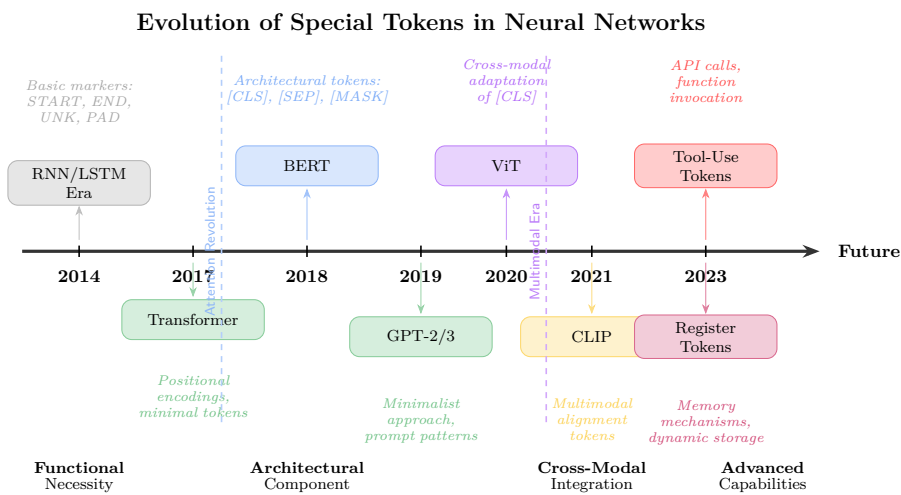 Evolution of Special Tokens in Neural Networks
Basic markers:
START, END,
UNK, PAD
Architectural tokens:
[CLS], [SEP], [MASK]
Cross-modal
adaptation
of [CLS]
API calls,
function
invocation
RNN/LSTM
Era
BERT
ViT
Tool-Use
Tokens
Attention Revolution
Multimodal Era
Future
2014
2017
2018
2019
2020
2021
2023
Transformer
GPT-2/3
CLIP
Register
Tokens
Positional
encodings,
minimal tokens
Minimalist
approach,
prompt patterns
Multimodal
alignment
tokens
Memory
mechanisms,
dynamic storage
Functional
Necessity
Architectural
Component
Cross-Modal
Integration
Advanced
Capabilities